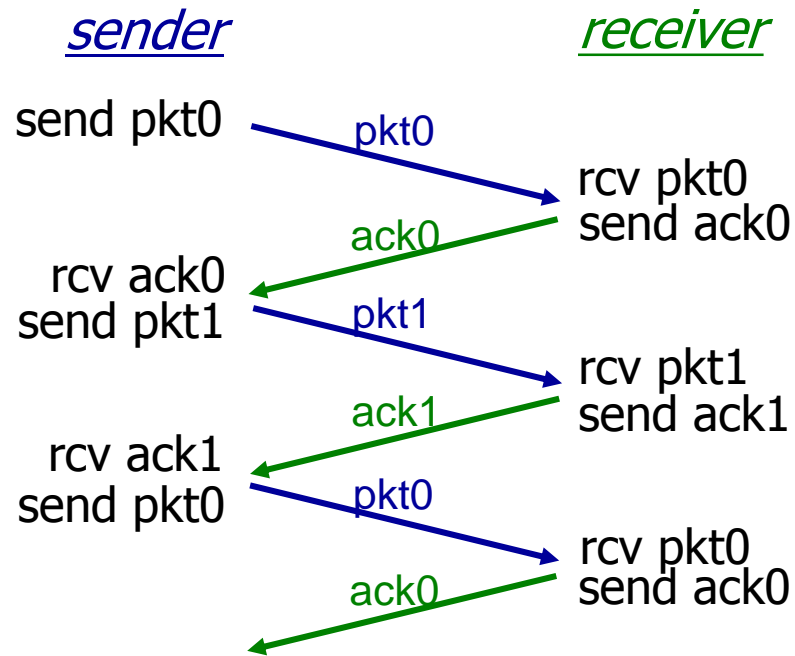 sender receiver
send pkt0
pkt0
rcv pkt0
send ack0
ack0
rcv ack0
send pkt1
pkt1
rcv pkt1
send ack1
ack1
rcv ack1
send pkt0
pkt0
rcv pkt0
send ack0
ack0